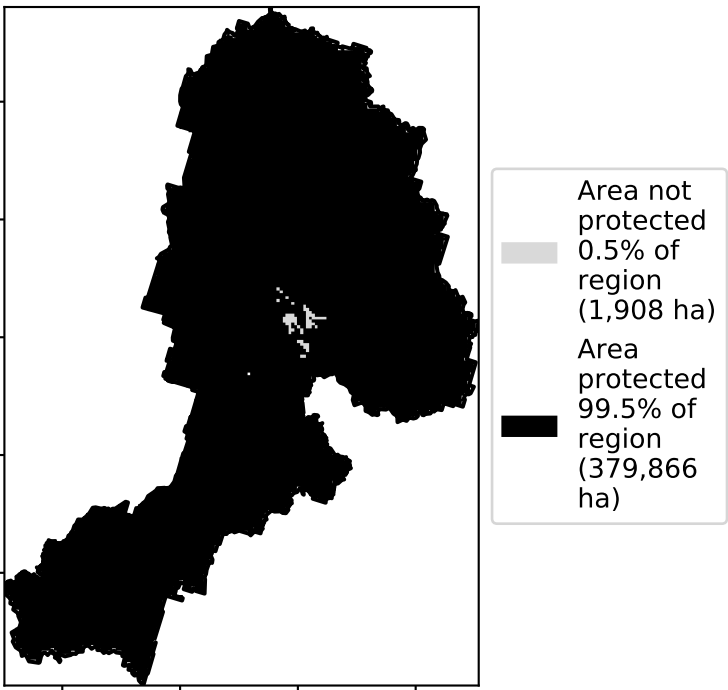 Area not
protected
0.5% of
region
(1,908 ha)
Area
protected
99.5% of
region
(379,866
ha)